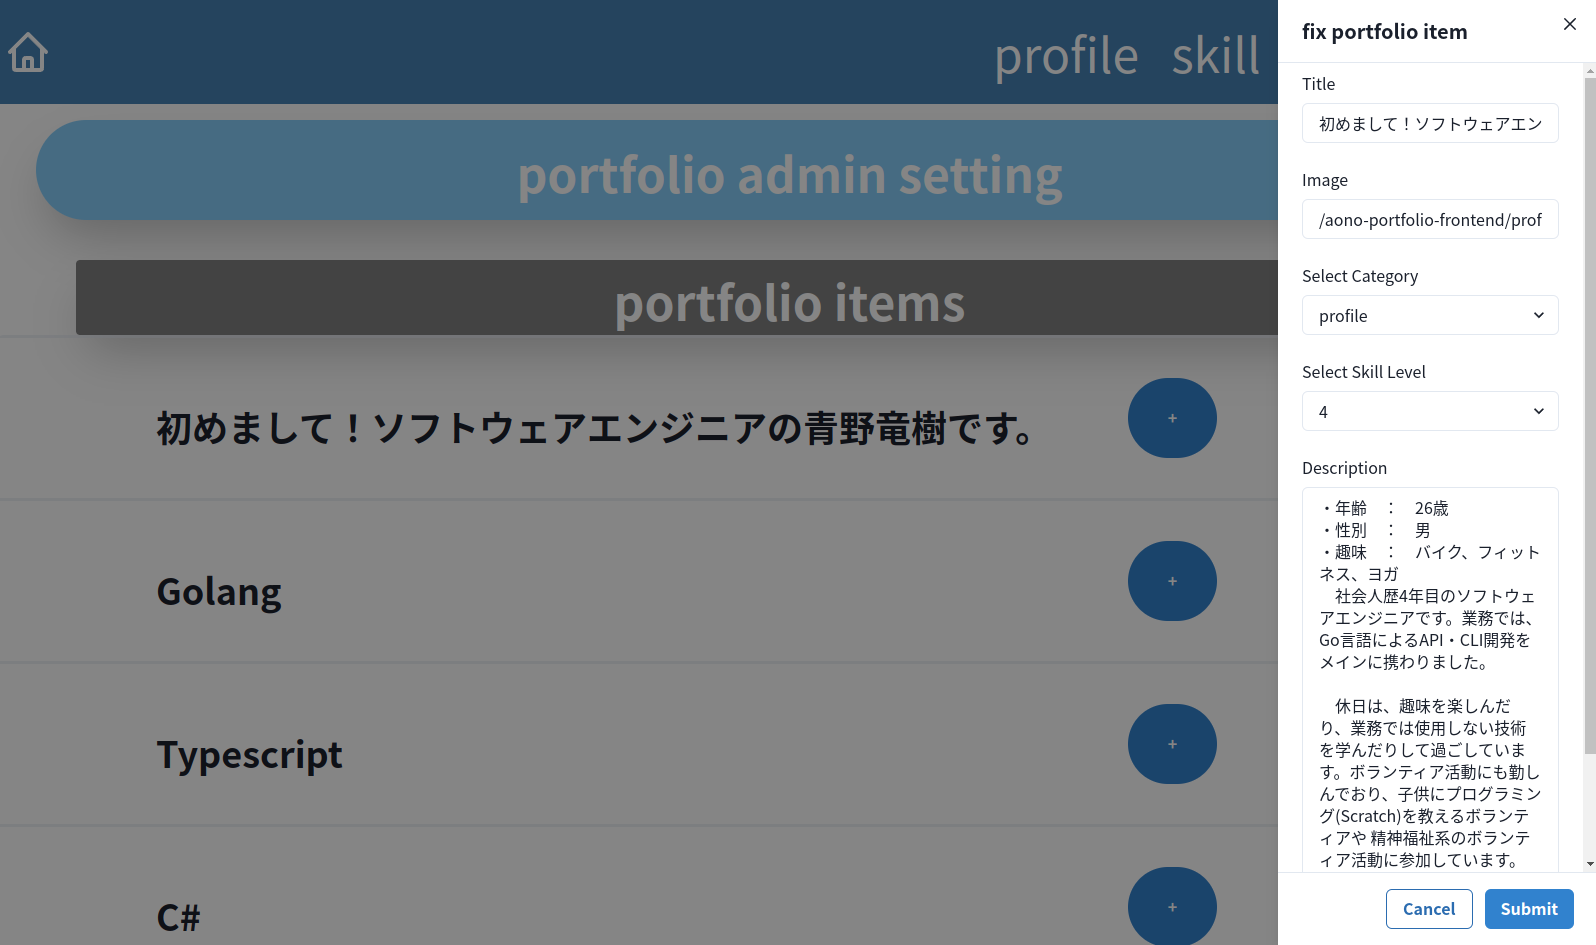 profile skill
portfolio admin setting
portfolio items
初めまして！ソフトウェアエンジニアの青野竜樹です。
+
Golang
+
Typescript
+
C#
+
fix portfolio item
Title
初めまして！ソフトウェアエン
Image
/aono-portfolio-frontend/prof
Select Category
profile
Select Skill Level
4
Description
・年齢　：　26歳
・性別　：　男
・趣味　：　バイク、フィット
ネス、ヨガ
　社会人歴4年目のソフトウェ
アエンジニアです。業務では、
Go言語によるAPI・CLI開発を
メインに携わりました。
　休日は、趣味を楽しんだ
り、業務では使用しない技術
を学んだりして過ごしていま
す。ボランティア活動にも勤し
んでおり、子供にプログラミン
グ(Scratch)を教えるボランテ
ィアや 精神福祉系のボランテ
ィア活動に参加しています。
Cancel
Submit